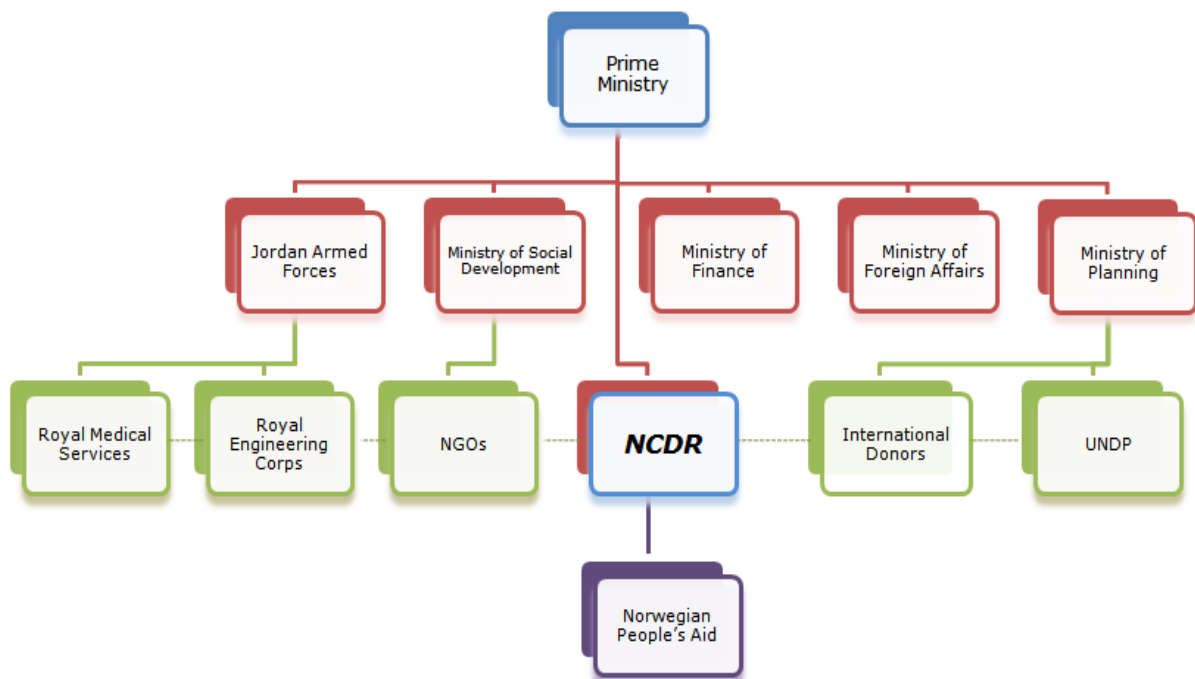 Prime
Ministry
Jordan Armed
Forces
Ministry of Social
Development
Ministry of
Finance
Ministry of
Foreign Affairs
Ministry of
Planning
Royal Medical
Services
Royal
Engineering
Corps
NGOs
NCDR
International
Donors
UNDP
Norwegian
People’s Aid